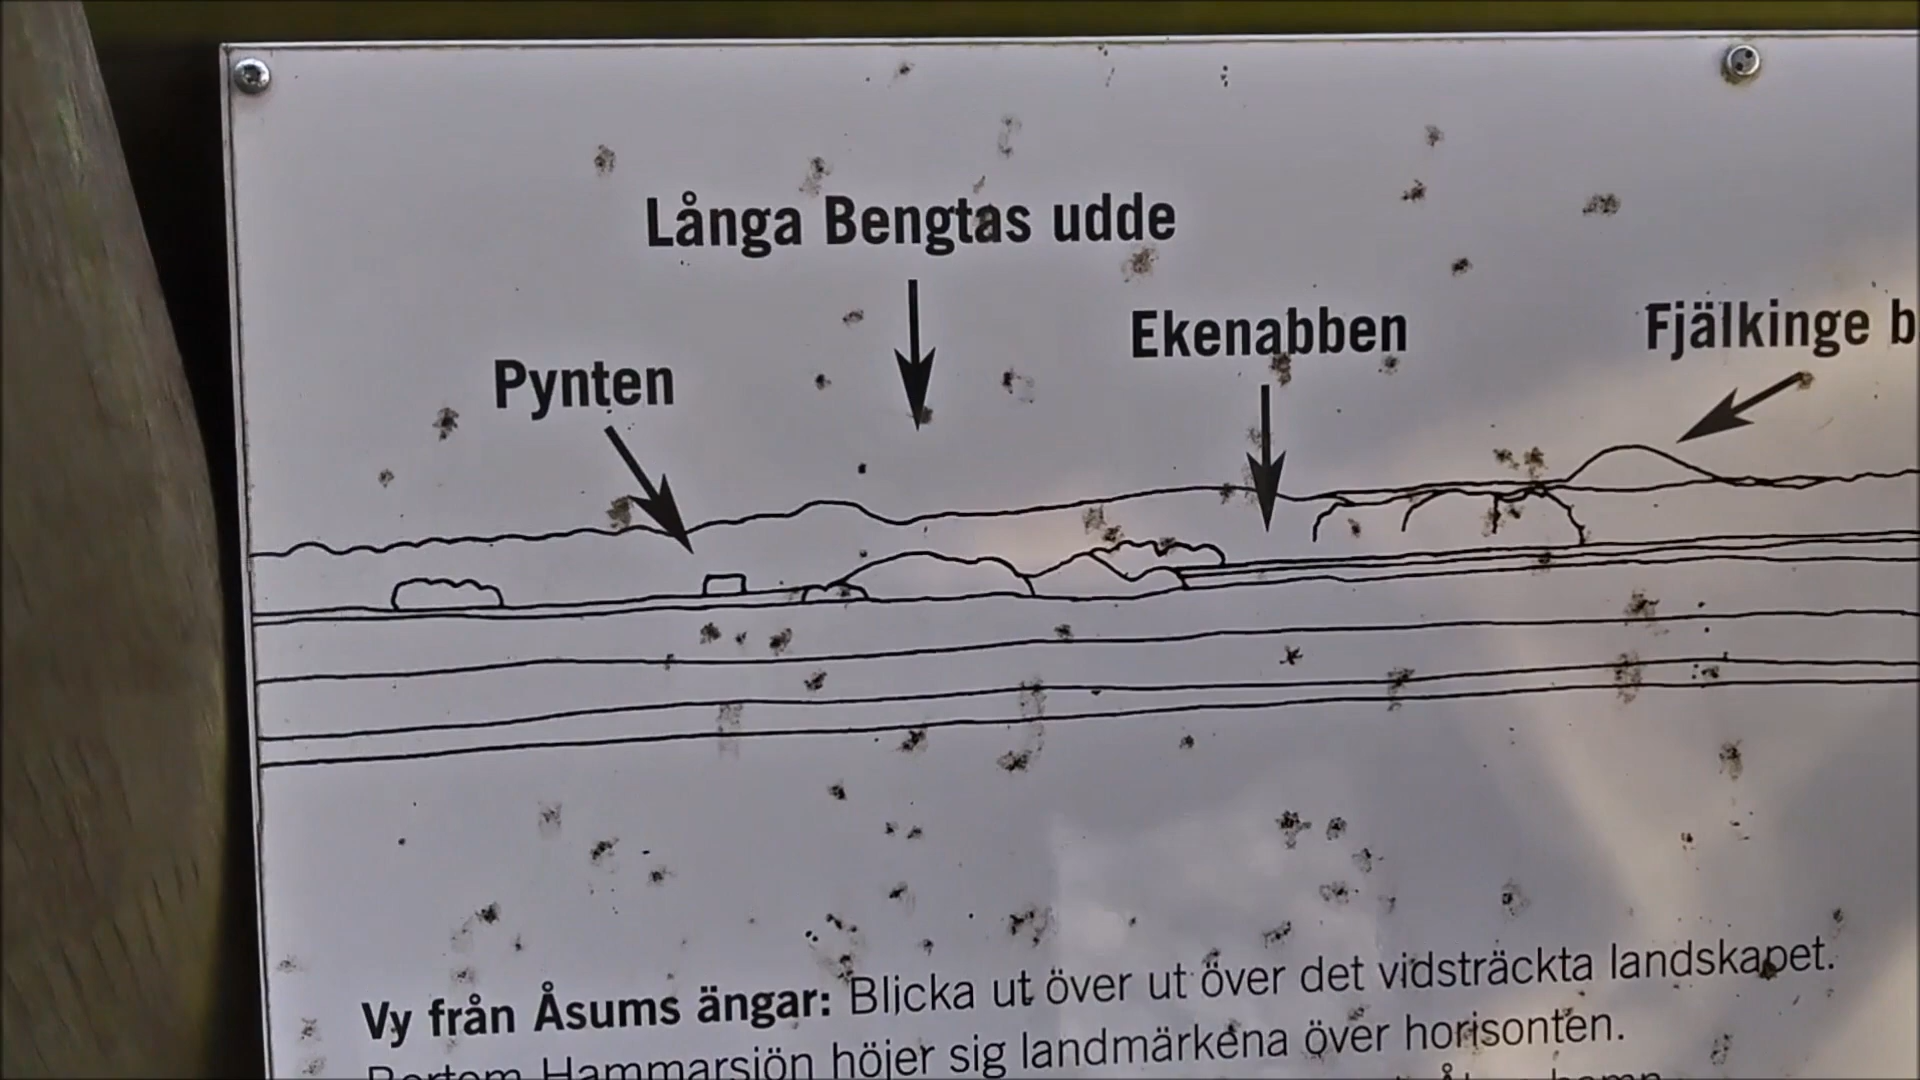 Långa Bengtas udde
Ekenabben
Fjälkinge b
Pynten
Vy från Åsums ängar: Blicka ut över ut över det vidsträckta landskapet.
Bortom Hammarsjön höjer sig landmärkena över horisonten.